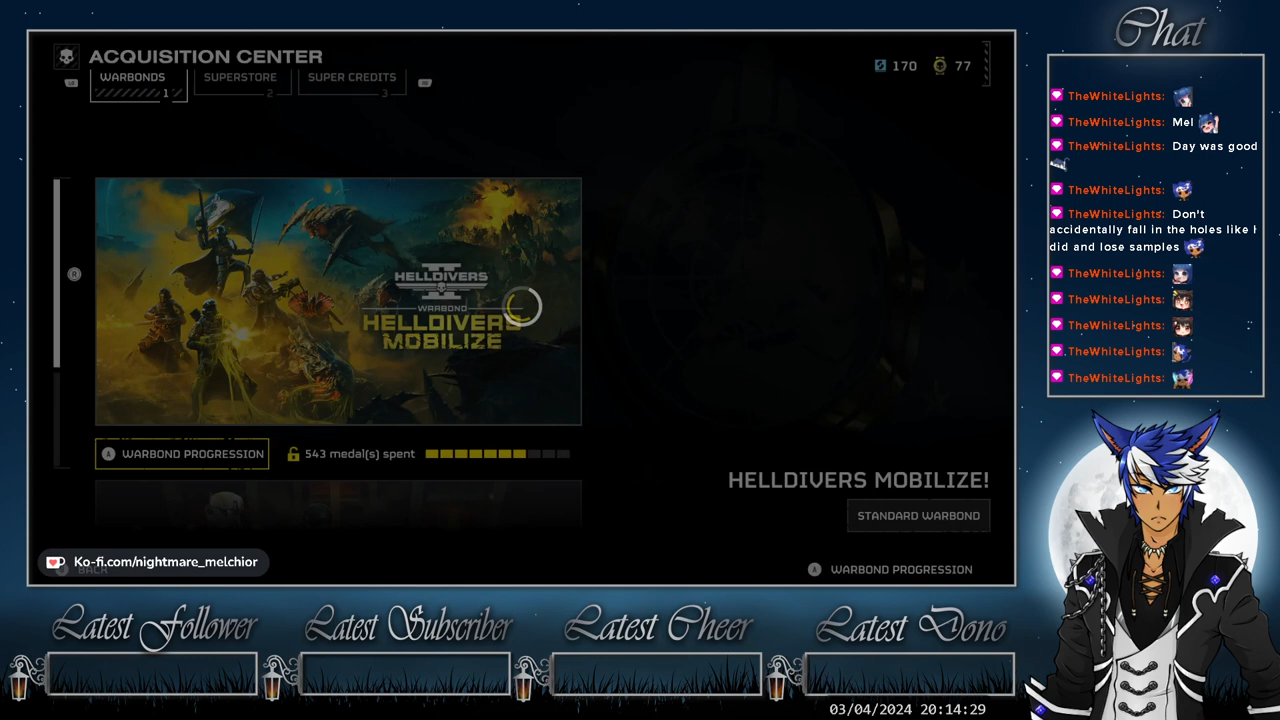 Chat
ACQUISITION CENTER
WARBONDS
1
SUPERSTORE
2
SUPER CREDITS
3
170
77
R
HELLDIVERS
II
WARBOND
HELLDIVERS
MOBILIZE
A WARBOND PROGRESSION
543 medal(s) spent
HELLDIVERS MOBILIZE!
STANDARD WARBOND
Ko-fi.com/nightmare_melchior
BACK
A WARBOND PROGRESSION
TheWhiteLights:
TheWhiteLights: Mel
TheWhiteLights: Day was good
TheWhiteLights:
TheWhiteLights: Don't
accidentally fall in the holes like I
did and lose samples
TheWhiteLights:
TheWhiteLights:
TheWhiteLights:
TheWhiteLights:
TheWhiteLights:
Latest Follower
Latest Subscriber
Latest Cheer
Latest Dono
03/04/2024 20:14:29